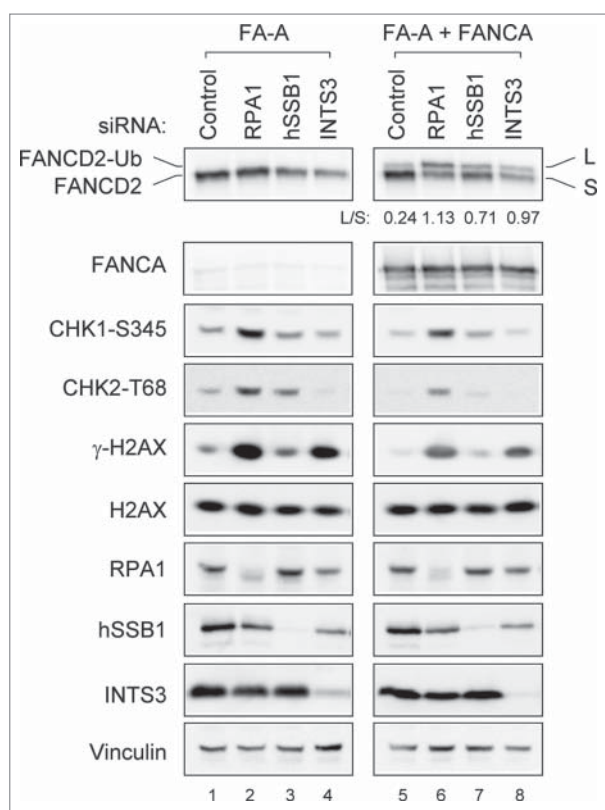 FA-A FA-A + FANCA
siRNA: Control RPA1 hSSB1 INTS3 Control RPA1 hSSB1 INTS3
FANCD2-Ub L
FANCD2 S
L/S: 0.24 1.13 0.71 0.97
FANCA
CHK1-S345
CHK2-T68
γ-H2AX
H2AX
RPA1
hSSB1
INTS3
Vinculin
1 2 3 4 5 6 7 8